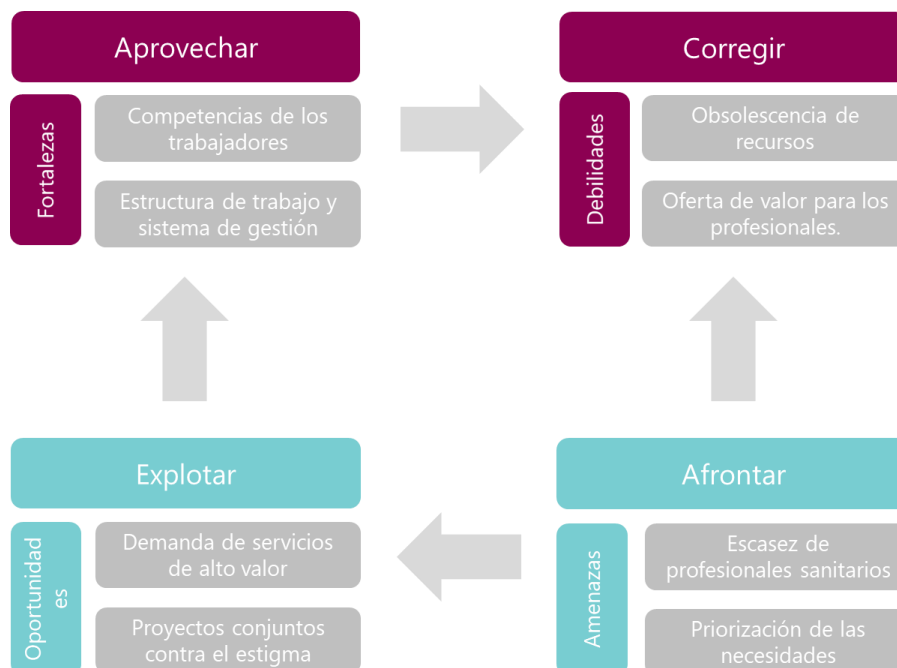 Aprovechar
Fortalezas
Competencias de los
trabajadores
Estructura de trabajo y
sistema de gestión
Corregir
Debilidades
Obsolescencia de
recursos
Oferta de valor para los
profesionales.
Explotar
Oportunidad
es
Demanda de servicios
de alto valor
Proyectos conjuntos
contra el estigma
Afrontar
Amenazas
Escasez de
profesionales sanitarios
Priorización de las
necesidades